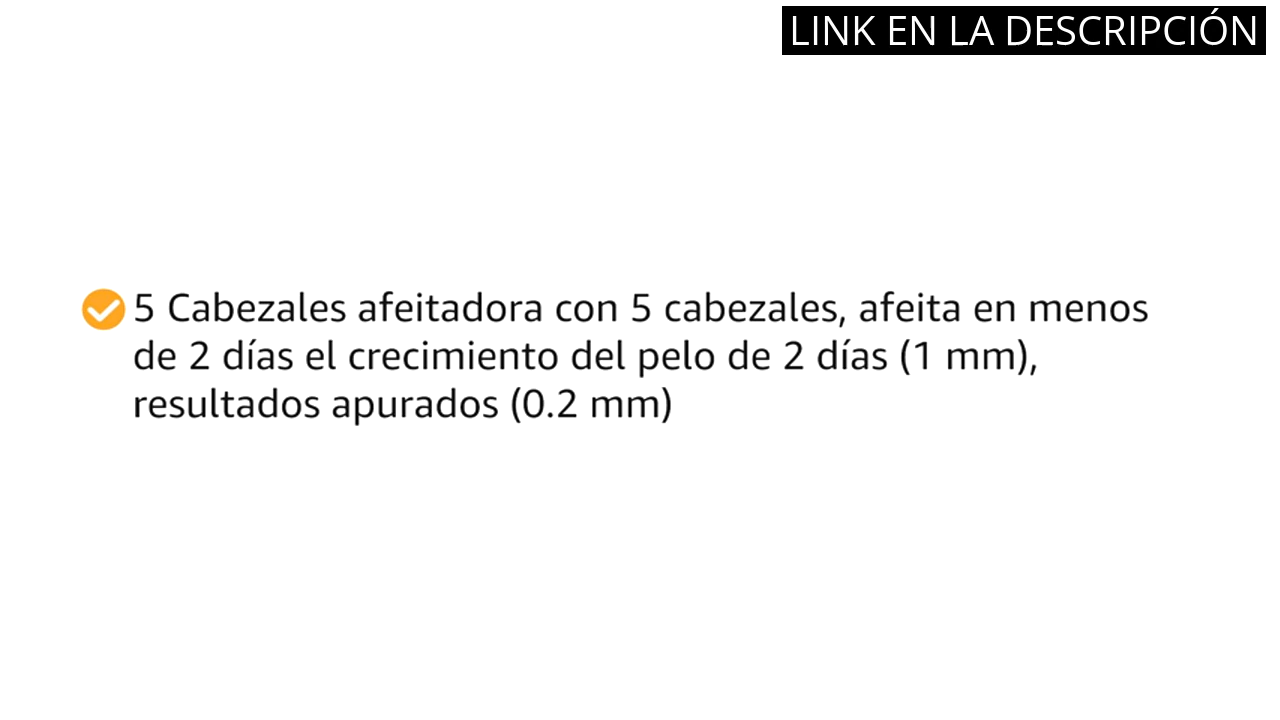 LINK EN LA DESCRIPCIÓN
5 Cabezales afeitadora con 5 cabezales, afeita en menos
de 2 días el crecimiento del pelo de 2 días (1 mm),
resultados apurados (0.2 mm)